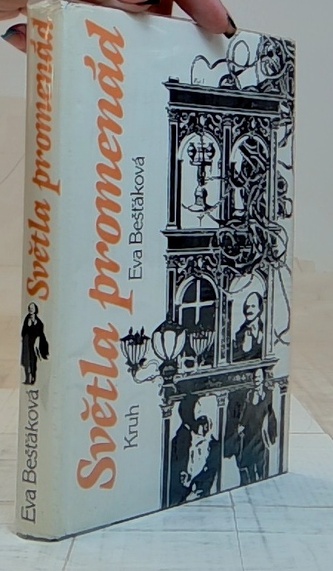 Eva Bešťáková
Světla promenád
Světla promenád
Eva Bešťáková
Kruh